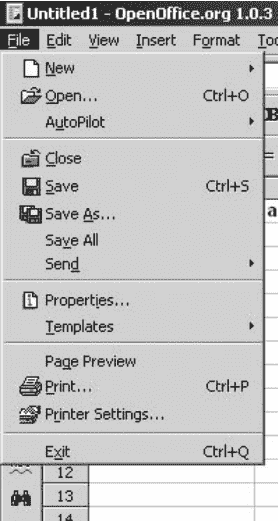 Untitled1 - OpenOffice.org 1.0.3
File Edit View Insert Format
New
Open... Ctrl+O
AutoPilot
Close
Save Ctrl+S
Save As...
Save All
Send
Properties...
Templates
Page Preview
Print... Ctrl+P
Printer Settings...
Exit Ctrl+Q
12
13
14